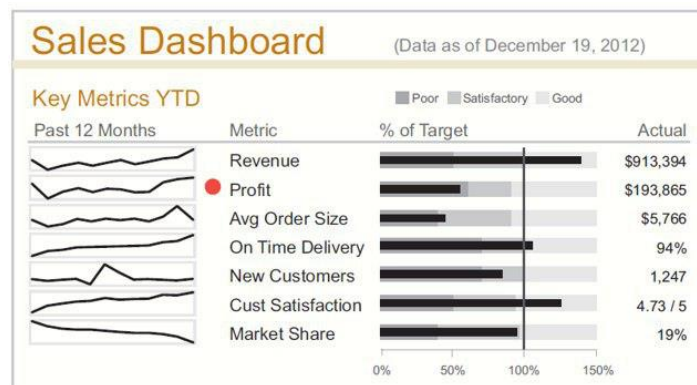 Sales Dashboard (Data as of December 19, 2012)
Key Metrics YTD
Poor Satisfactory Good
Past 12 Months Metric % of Target Actual
Revenue $913,394
Profit $193,865
Avg Order Size $5,766
On Time Delivery 94%
New Customers 1,247
Cust Satisfaction 4.73 / 5
Market Share 19%
0% 50% 100% 150%